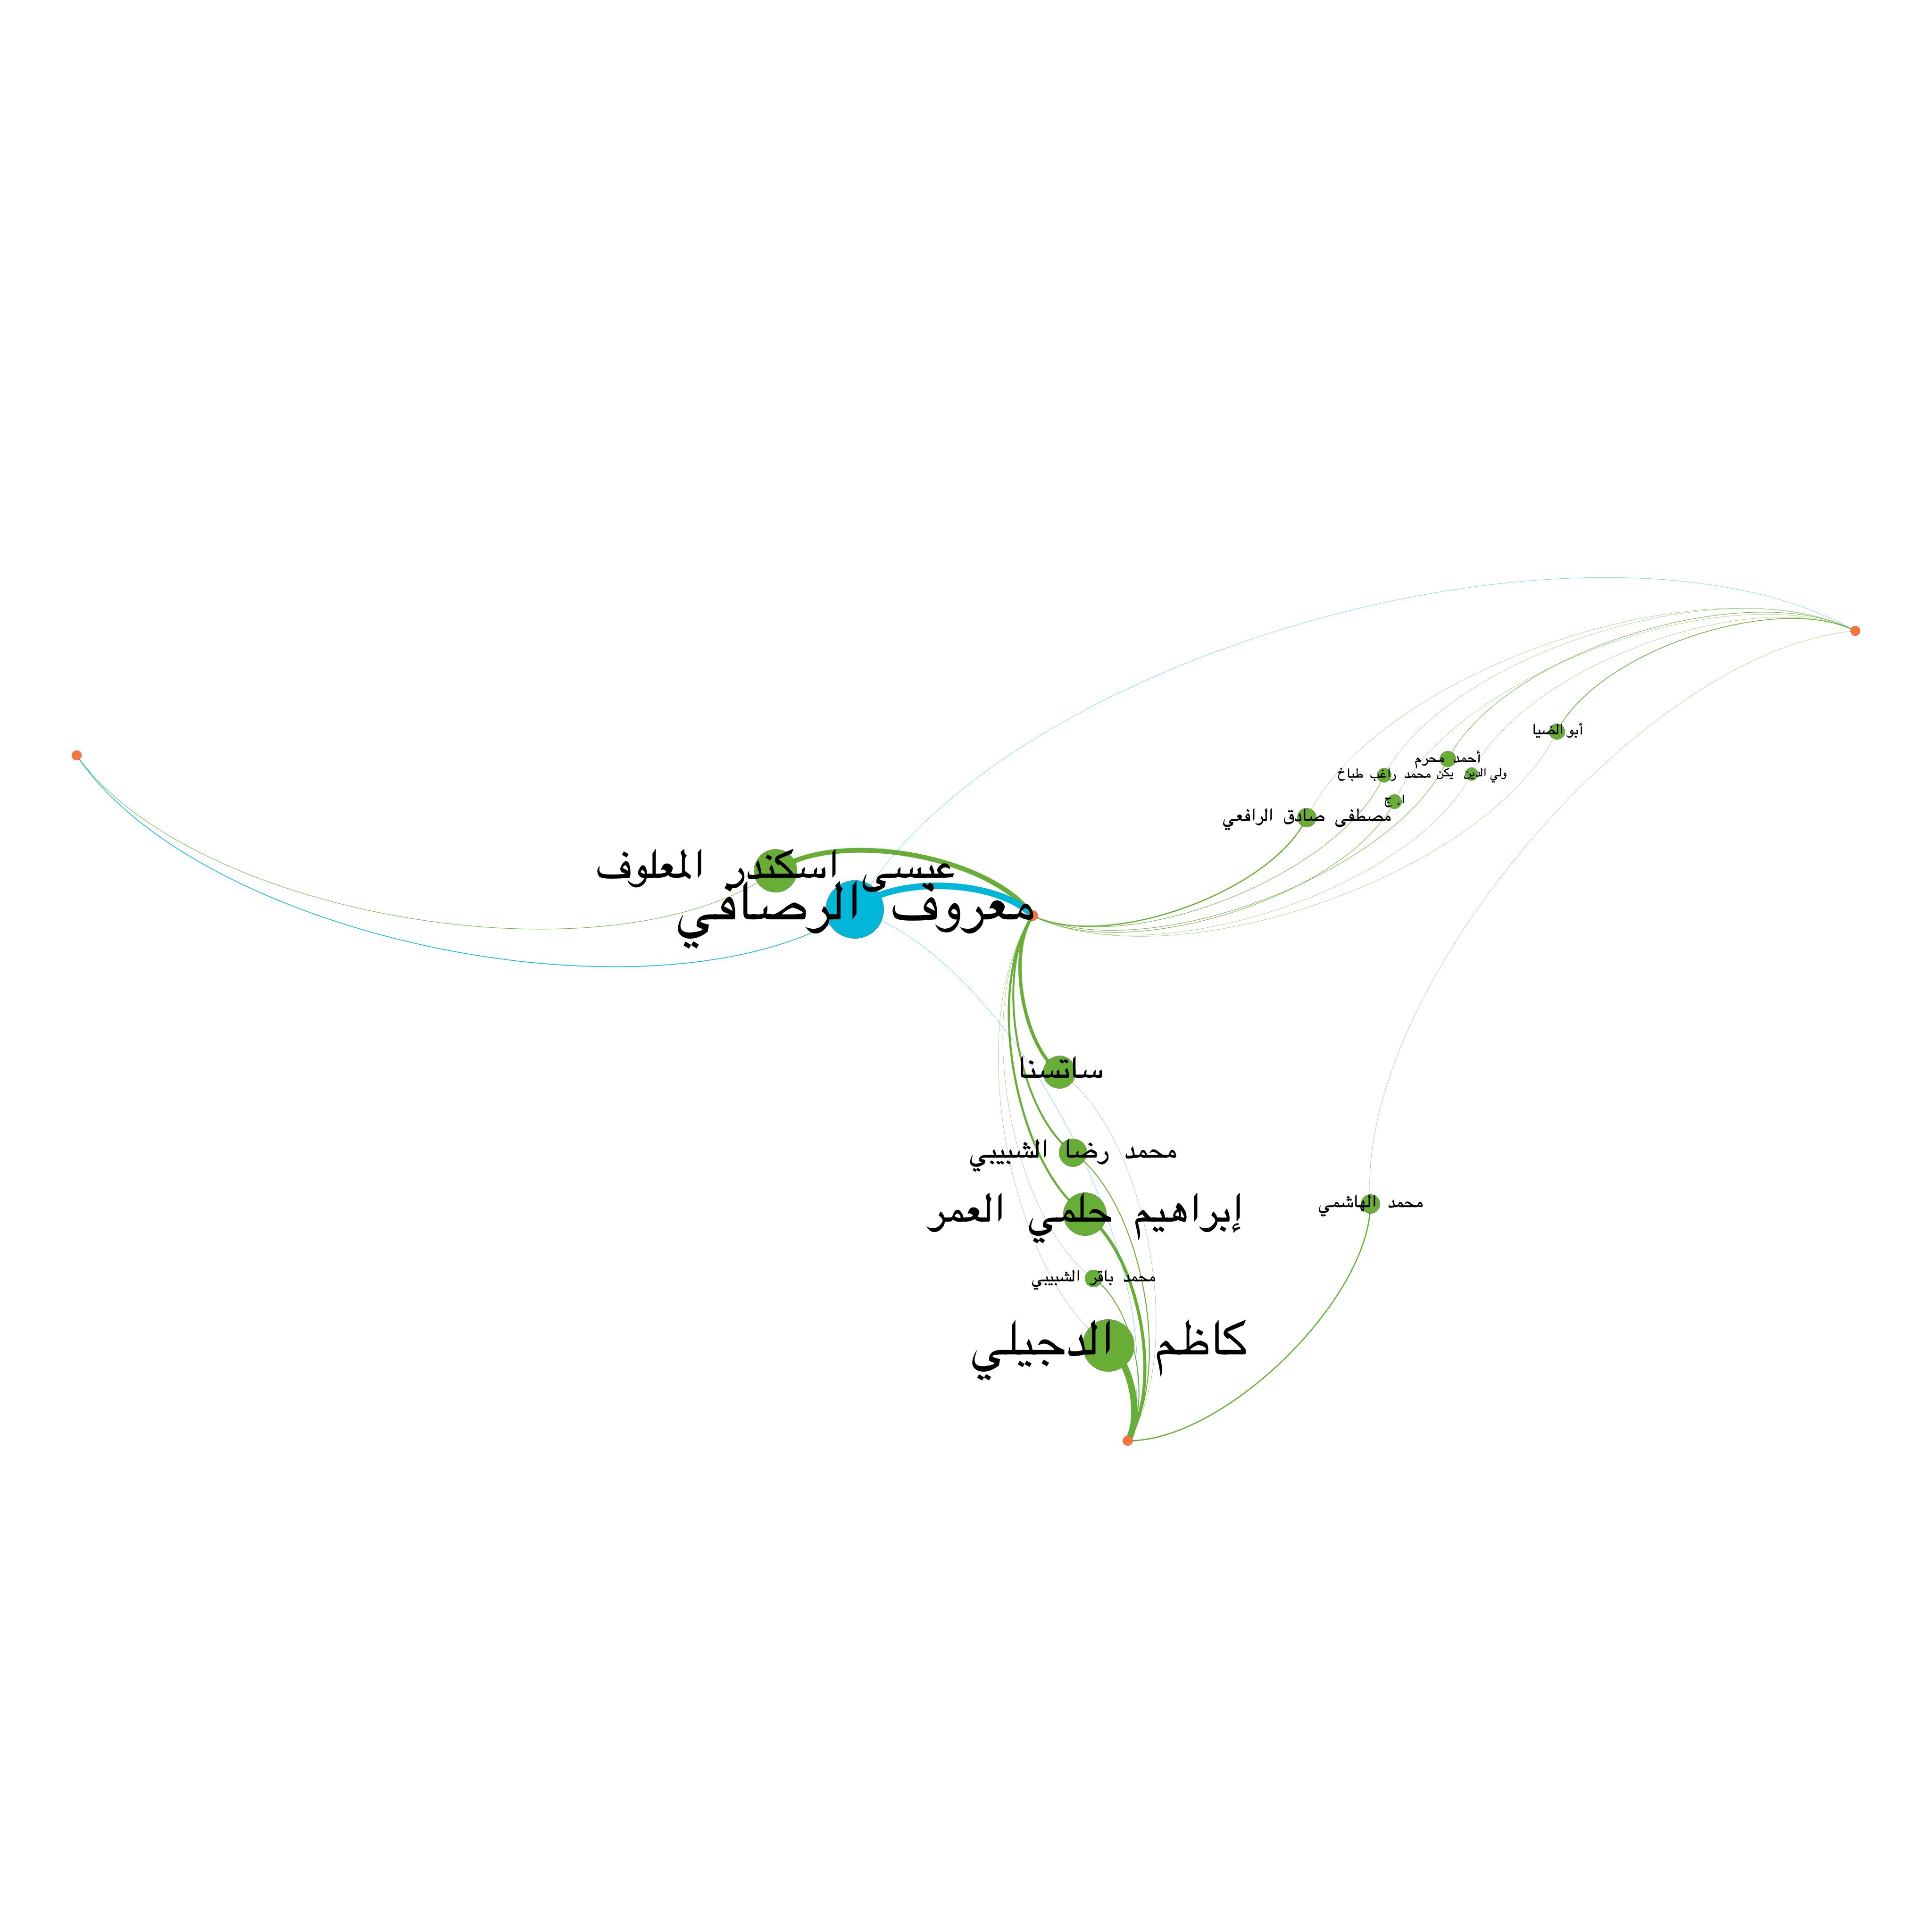 أبو الضيا
أحمد محرم
محمد راغب طباخ
ولي الدين يكن
ا. ج
مصطفى صادق الرافعي
عيسى اسكندر المعلوف
معروف الرصافي
ساتسنا
محمد رضا الشبيبي
محمد الهاشمي
إبراهيم حلمي العمر
محمد باقر الشبيبي
كاظم الدجيلي